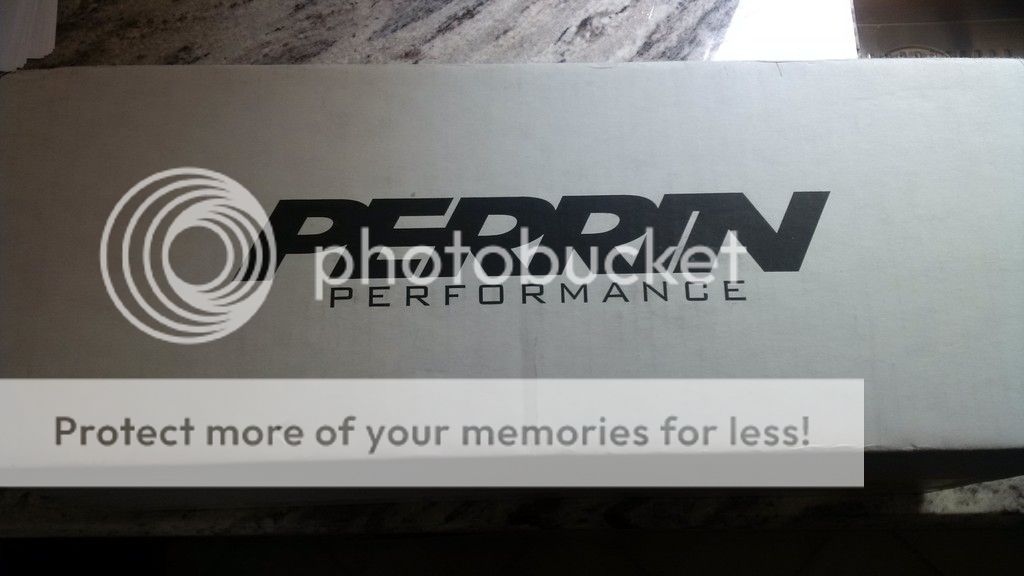 PERRIN
photobucket
PERFORMANCE
Protect more of your memories for less!